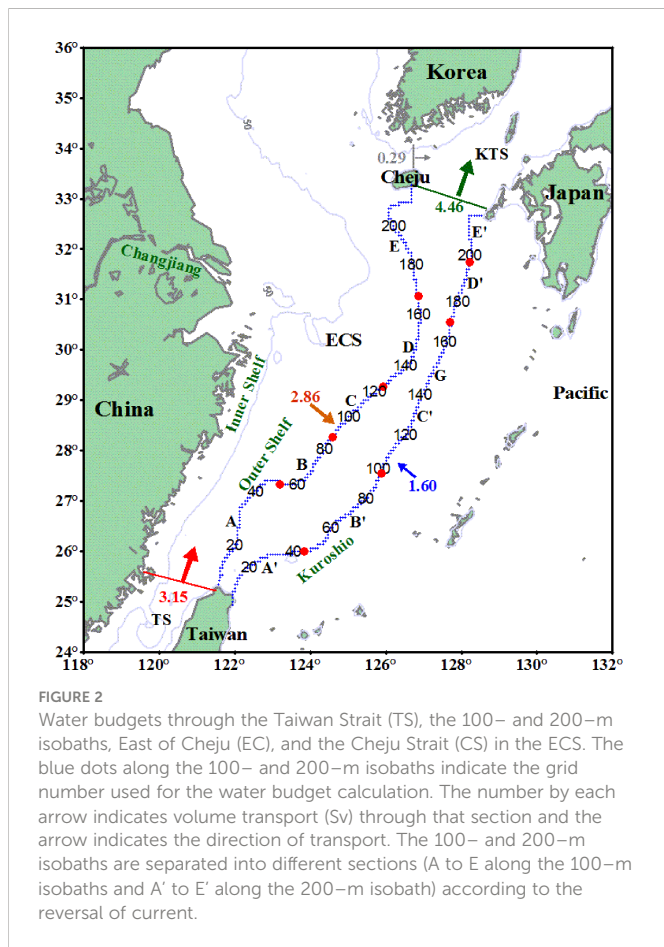 36°
35°
34°
33°
32°
31°
30°
29°
28°
27°
26°
25°
24°
118°
120°
122°
124°
126°
128°
130°
132°
Korea
50
0.29
KTS
Cheju
Japan
4.46
200
E
E'
180
200
D'
Changjiang
180
160
50
160
ECS
D
140
G
Inner Shelf
China
120
140
Pacific
2.86
C
100
C'
120
Outer Shelf
80
B
100
40
60
1.60
80
A
60
B'
20
40
Kuroshio
20
A'
3.15
TS
Taiwan
FIGURE 2
Water budgets through the Taiwan Strait (TS), the 100– and 200–m
isobaths, East of Cheju (EC), and the Cheju Strait (CS) in the ECS. The
blue dots along the 100– and 200–m isobaths indicate the grid
number used for the water budget calculation. The number by each
arrow indicates volume transport (Sv) through that section and the
arrow indicates the direction of transport. The 100– and 200–m
isobaths are separated into different sections (A to E along the 100–m
isobaths and A’ to E’ along the 200–m isobath) according to the
reversal of current.